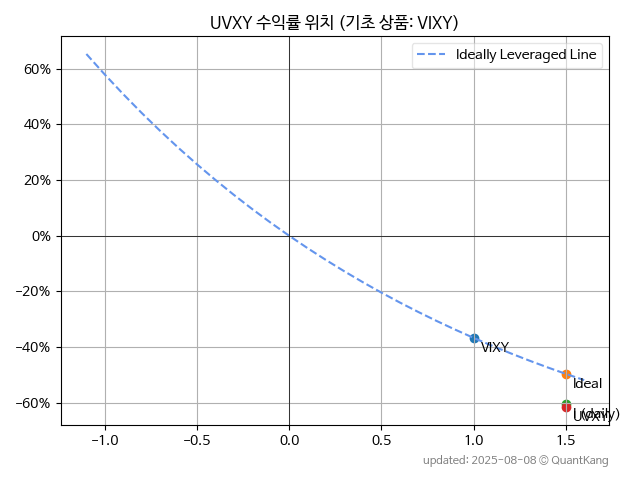 UVXY 수익률 위치 (기초 상품: VIXY)
Ideally Leveraged Line
60%
40%
20%
0%
−20%
−40%
−60%
VIXY
Ideal
(daily)
UVXY
−1.0
−0.5
0.0
0.5
1.0
1.5
updated: 2025-08-08 © QuantKang